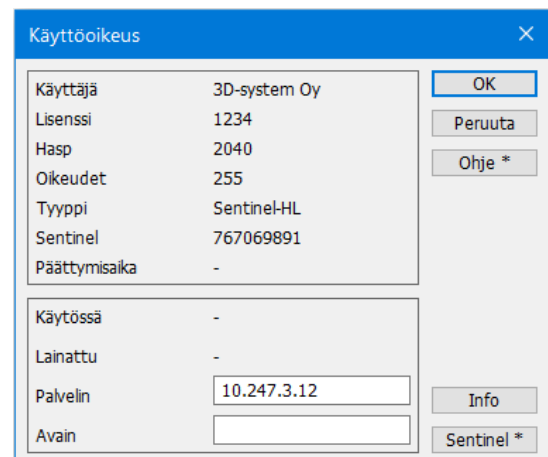 Käyttöoikeus
Käyttäjä 3D-system Oy
Lisenssi 1234
Hasp 2040
Oikeudet 255
Tyyppi Sentinel-HL
Sentinel 767069891
Päättymisaika -
Käytössä -
Lainattu -
Palvelin 10.247.3.12
Avain
OK
Peruuta
Ohje *
Info
Sentinel *